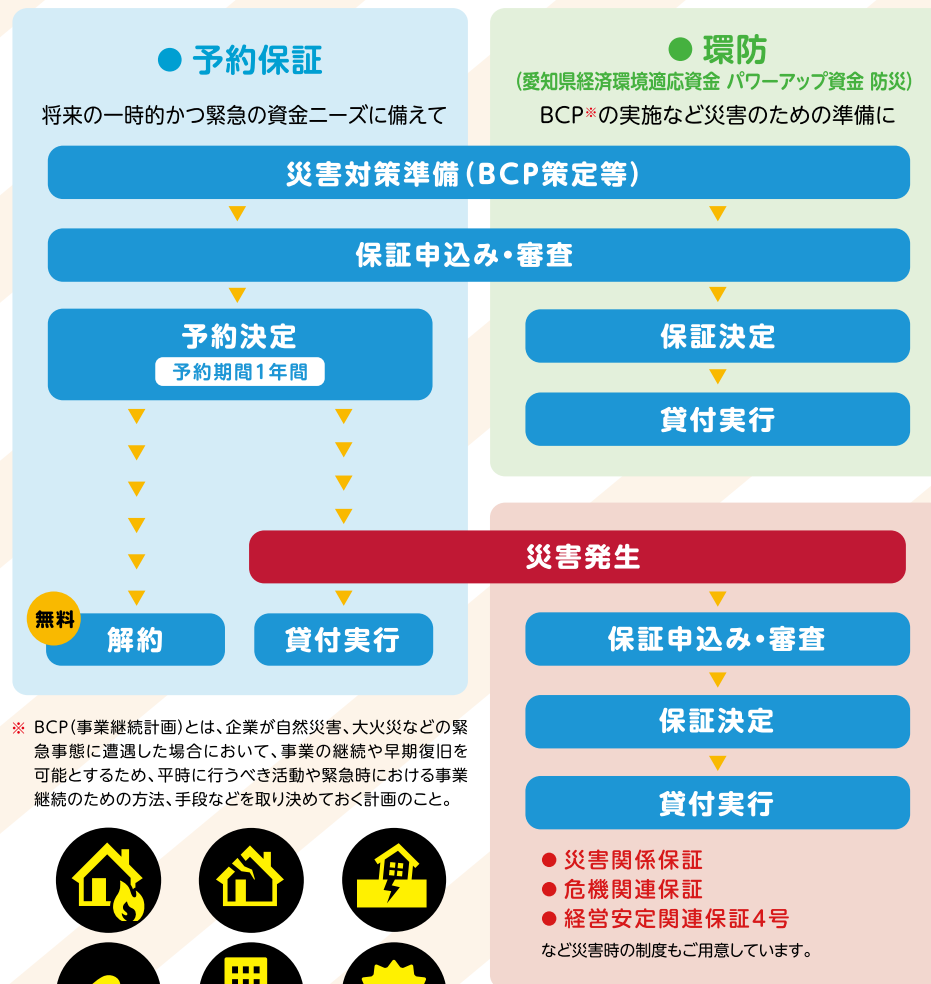 ● 予約保証
将来の一時的かつ緊急の資金ニーズに備えて
● 環防
(愛知県経済環境適応資金 パワーアップ資金 防災)
BCP※の実施など災害のための準備に
災害対策準備(BCP策定等)
保証申込み・審査
予約決定
予約期間1年間
保証決定
貸付実行
災害発生
無料
解約
貸付実行
保証申込み・審査
保証決定
貸付実行
● 災害関係保証
● 危機関連保証
● 経営安定関連保証4号
など災害時の制度もご用意しています。
※ BCP(事業継続計画)とは、企業が自然災害、大火災などの緊
急事態に遭遇した場合において、事業の継続や早期復旧を
可能とするため、平時に行うべき活動や緊急時における事業
継続のための方法、手段などを取り決めておく計画のこと。